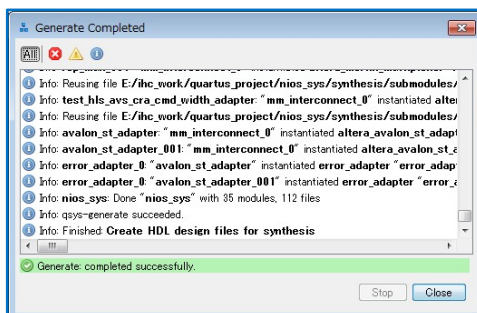 Generate Completed
All
Info: Reusing file E:/ihc_work/quartus_project/nios_sys/synthesis/submodules/
Info: test_hls_avs_cra_cmd_width_adapter: "mm_interconnect_0" instantiated alte
Info: Reusing file E:/ihc_work/quartus_project/nios_sys/synthesis/submodules/
Info: avalon_st_adapter: "mm_interconnect_0" instantiated altera_avalon_st_adapt
Info: avalon_st_adapter_001: "mm_interconnect_0" instantiated altera_avalon_st_a
Info: error_adapter_0: "avalon_st_adapter" instantiated error_adapter "error_adap
Info: error_adapter_0: "avalon_st_adapter_001" instantiated error_adapter "error_a
Info: nios_sys: Done "nios_sys" with 35 modules, 112 files
Info: qsys-generate succeeded.
Info: Finished: Create HDL design files for synthesis
Generate: completed successfully.
Stop Close